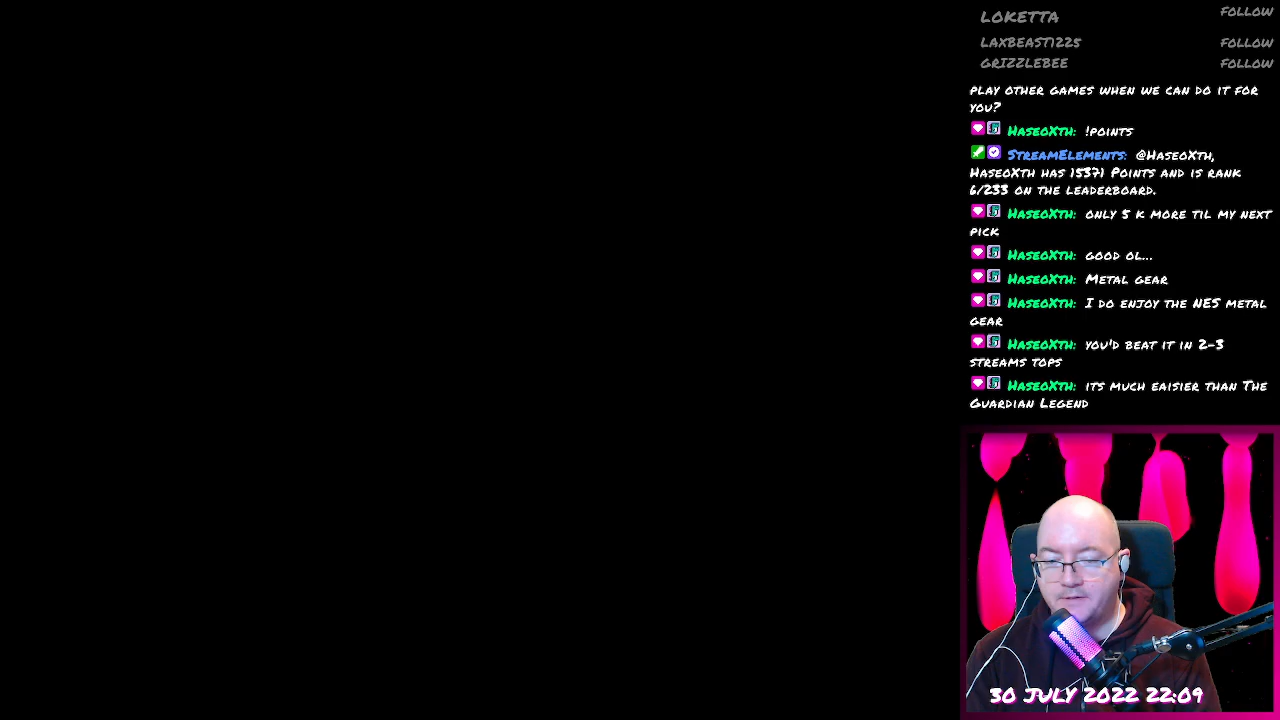 LOKETTA FOLLOW
LAXBEAST1225 FOLLOW
GRIZZLEBEE FOLLOW
PLAY OTHER GAMES WHEN WE CAN DO IT FOR
YOU?
HaseoXth: !points
StreamElements: @HaseoXth,
HaseoXth has 15371 Points and is rank
6/233 on the leaderboard.
HaseoXth: only 5 k more til my next
pick
HaseoXth: good ol...
HaseoXth: Metal gear
HaseoXth: I do enjoy the NES metal
gear
HaseoXth: you'd beat it in 2-3
streams tops
HaseoXth: its much eaisier than The
Guardian Legend
30 JULY 2022 22:09